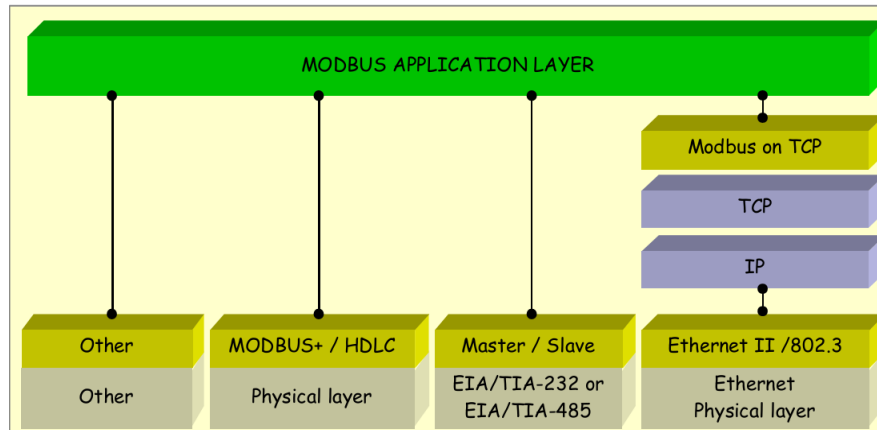 MODBUS APPLICATION LAYER
Modbus on TCP
TCP
IP
Other
MODBUS+ / HDLC
Master / Slave
Ethernet II /802.3
Other
Physical layer
EIA/TIA-232 or
EIA/TIA-485
Ethernet
Physical layer